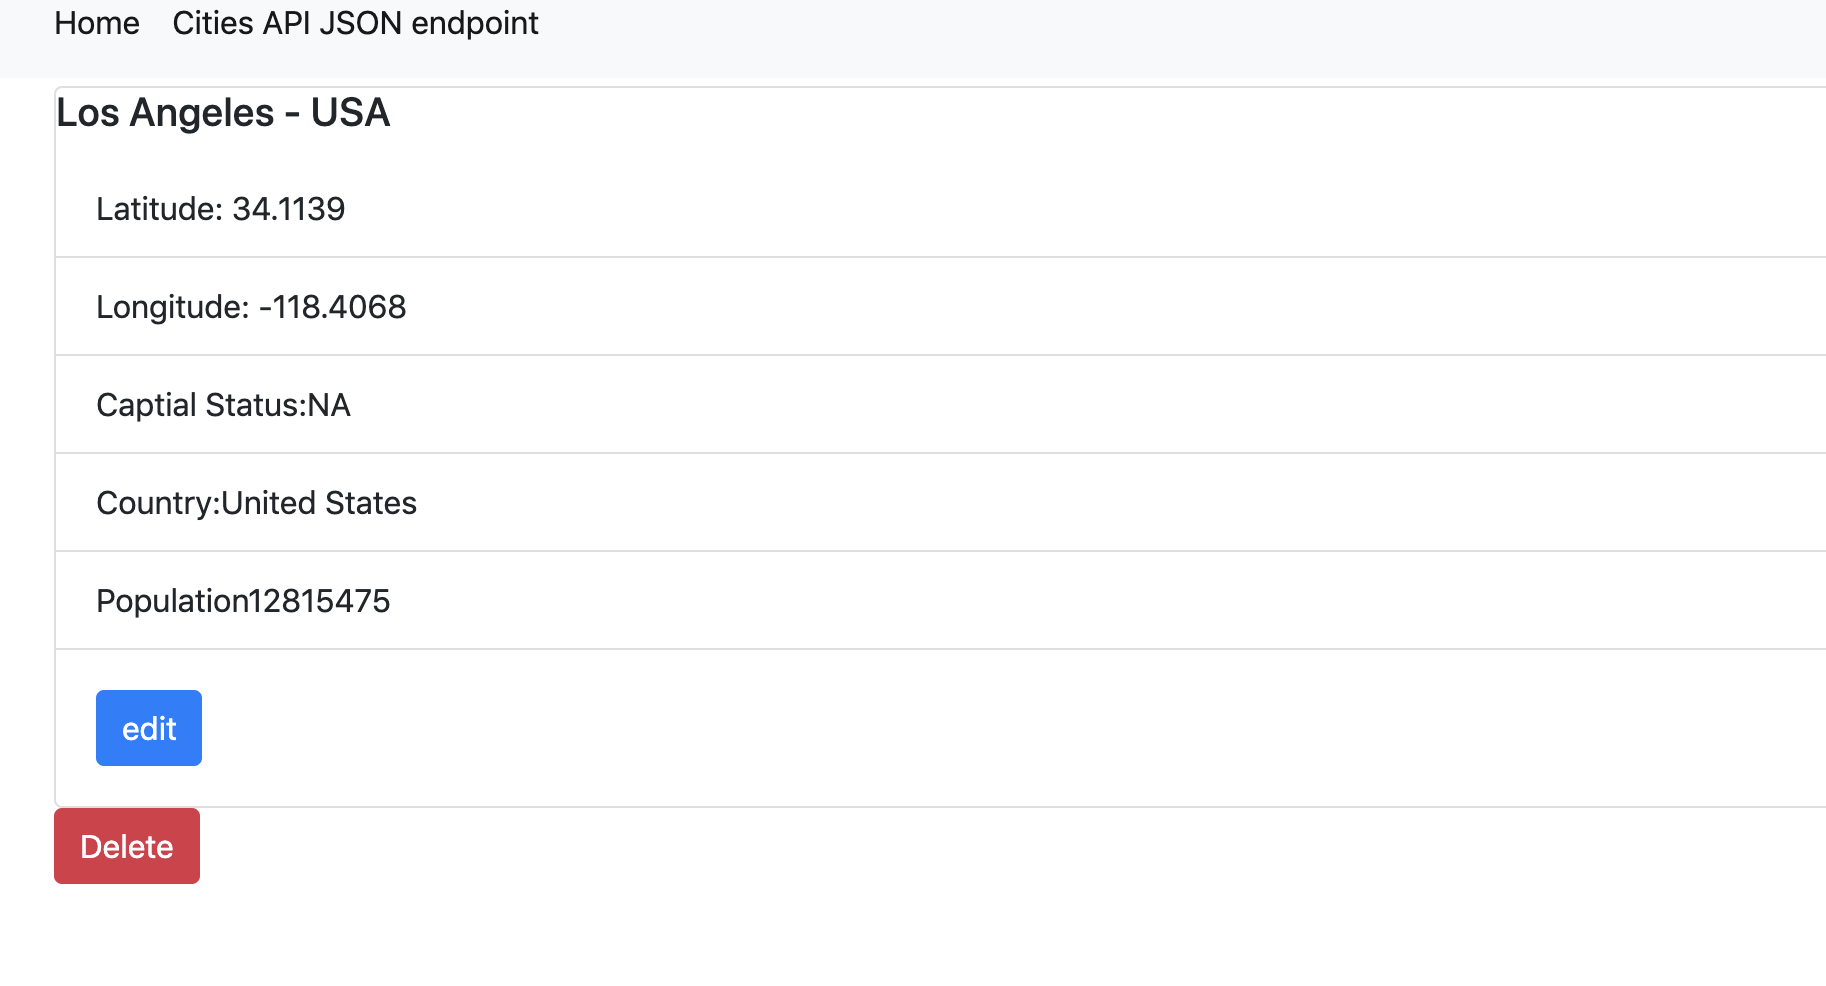 Home Cities API JSON endpoint
Los Angeles - USA
Latitude: 34.1139
Longitude: -118.4068
Captial Status:NA
Country:United States
Population12815475
edit
Delete